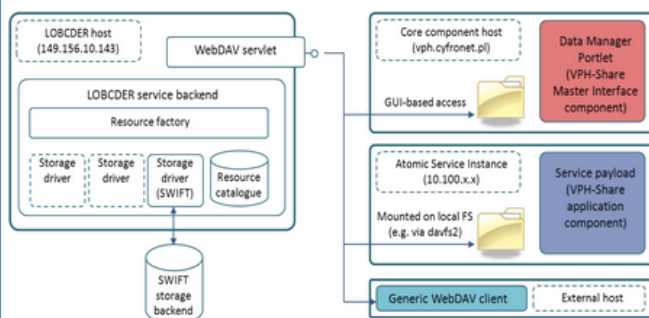 LOBCDER host
(149.156.10.143)
WebDAV servlet
LOBCDER service backend
Resource factory
Storage
driver
Storage
driver
Storage
driver
(SWIFT)
Resource
catalogue
SWIFT
storage
backend
Core component host
(vph.cyfronet.pl)
GUI-based access
Data Manager
Portlet
(VPH-Share
Master Interface
component)
Atomic Service Instance
(10.100.x.x)
Mounted on local FS
(e.g. via davfs2)
Service payload
(VPH-Share
application
component)
Generic WebDAV client
External host